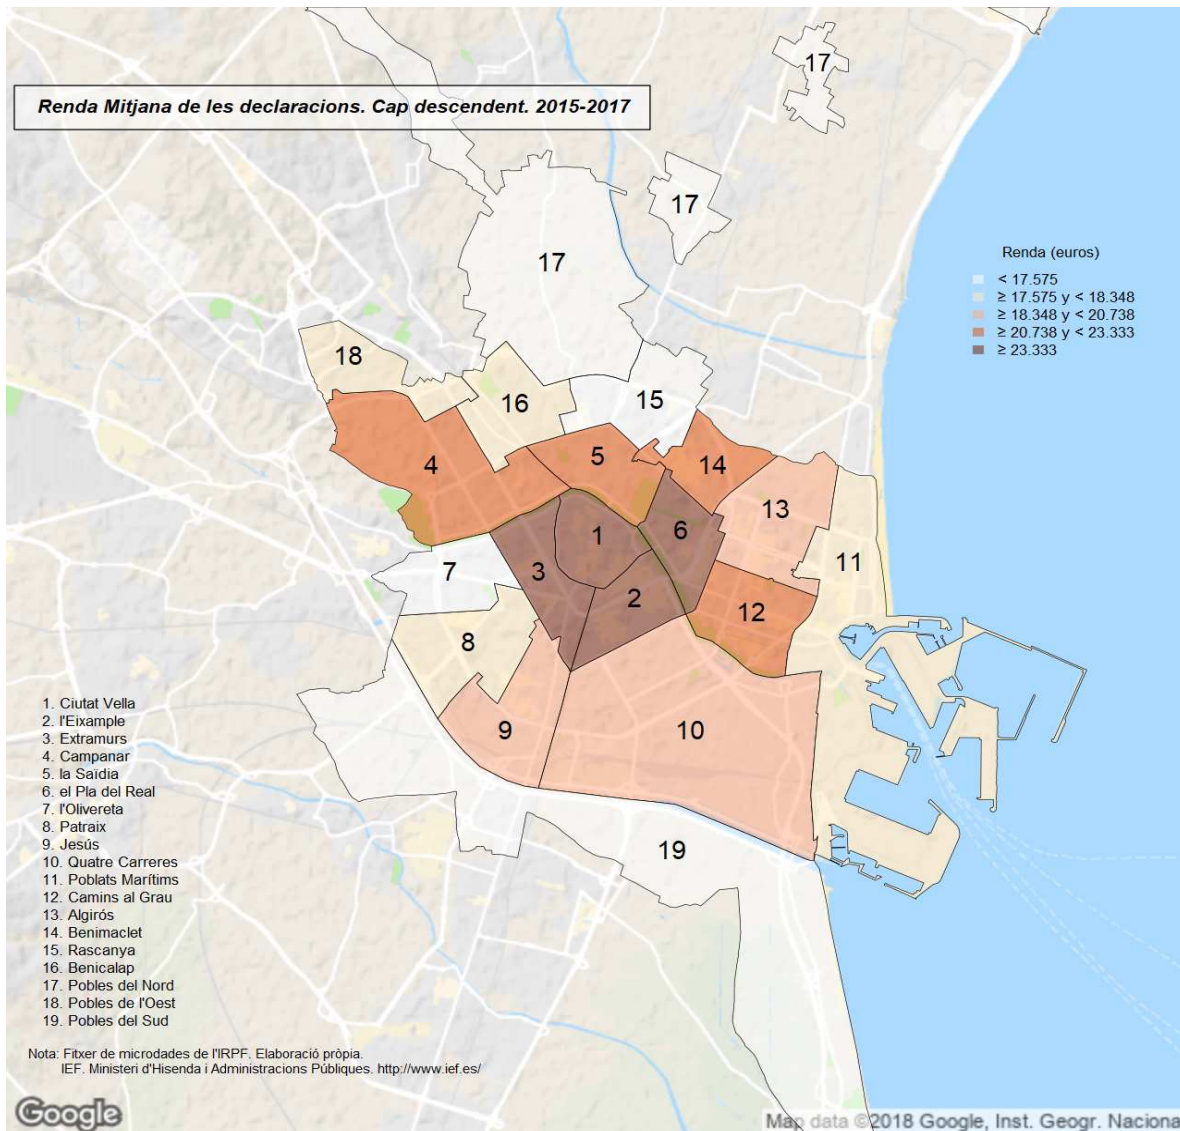 Renda Mitjana de les declaracions. Cap descendent. 2015-2017
17
17
17
Renda (euros)
< 17.575
≥ 17.575 y < 18.348
≥ 18.348 y < 20.738
≥ 20.738 y < 23.333
≥ 23.333
18
16
15
4
5
14
13
6
1
3
7
11
2
12
8
9
10
19
1. Ciutat Vella
2. l'Eixample
3. Extramurs
4. Campanar
5. la Saïdia
6. el Pla del Real
7. l'Olivereta
8. Patraix
9. Jesús
10. Quatre Carreres
11. Poblats Marítims
12. Camins al Grau
13. Algirós
14. Benimaclet
15. Rascanya
16. Benicalap
17. Pobles del Nord
18. Pobles de l'Oest
19. Pobles del Sud
Nota: Fitxer de microdades de l'IRPF. Elaboració pròpia.
IEF. Ministeri d'Hisenda i Administracions Públiques. http://www.ief.es/
Google
Map data ©2018 Google, Inst. Geogr. Naciona